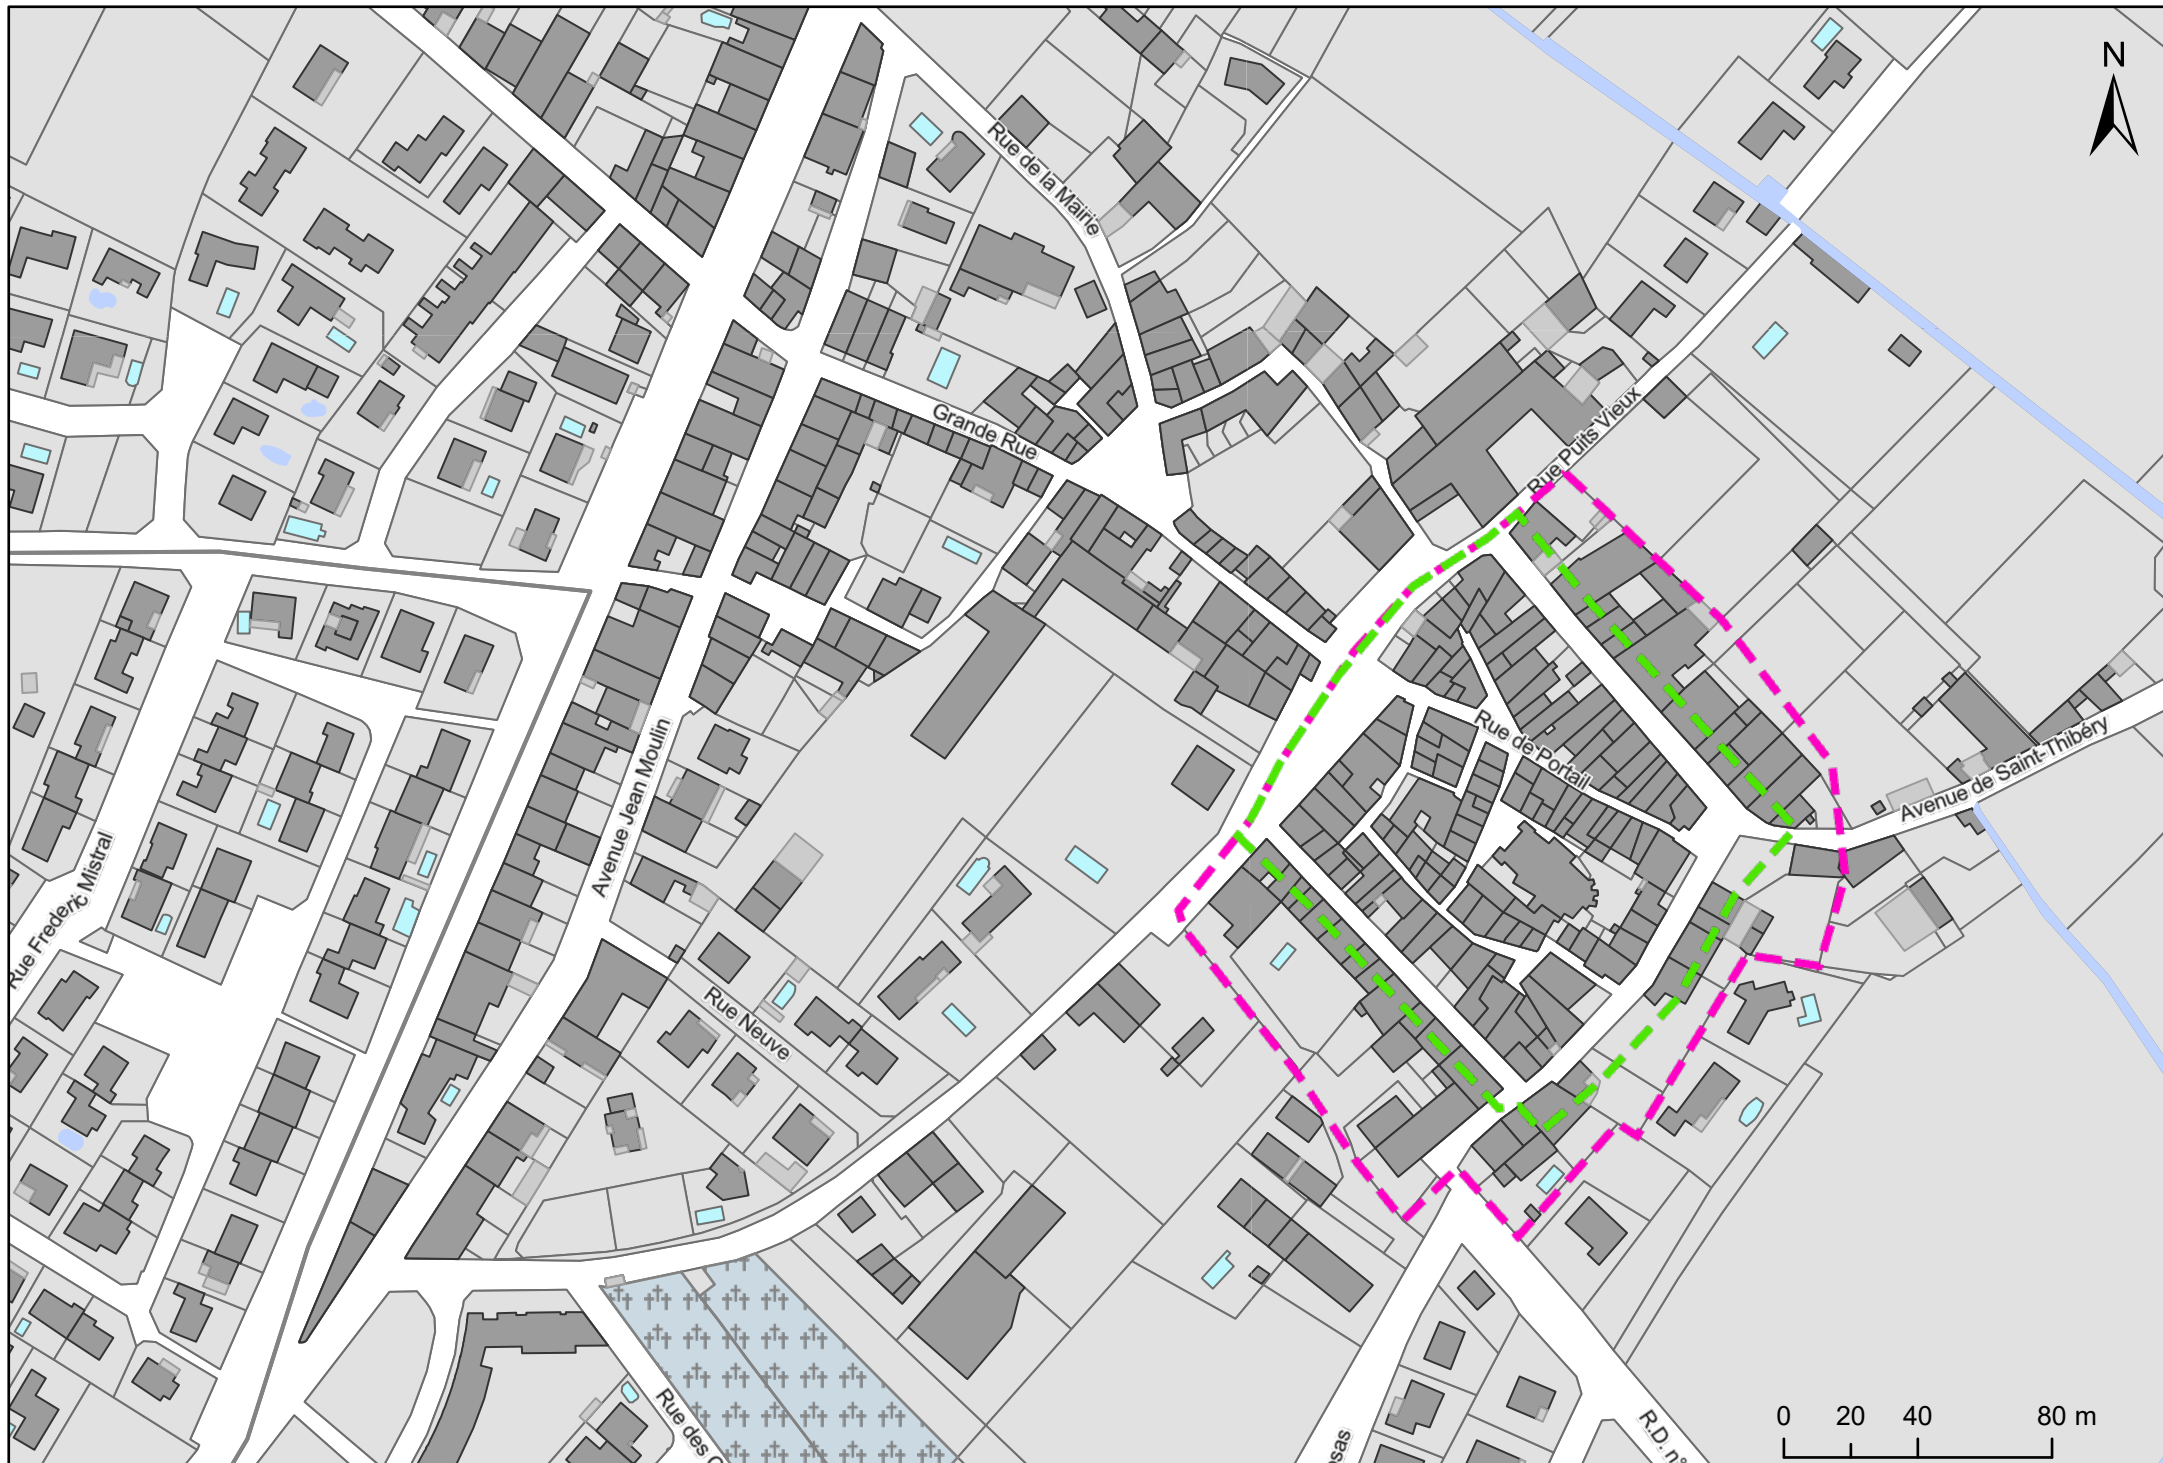 N
Rue de la Mairie
Rue Puits Vieux
Grande Rue
Rue de Portail
Avenue de Saint-Thibéry
Avenue Jean Moulin
Rue Frederic Mistral
Rue Neuve
Rue des
R.D. n°
0 20 40 80 m